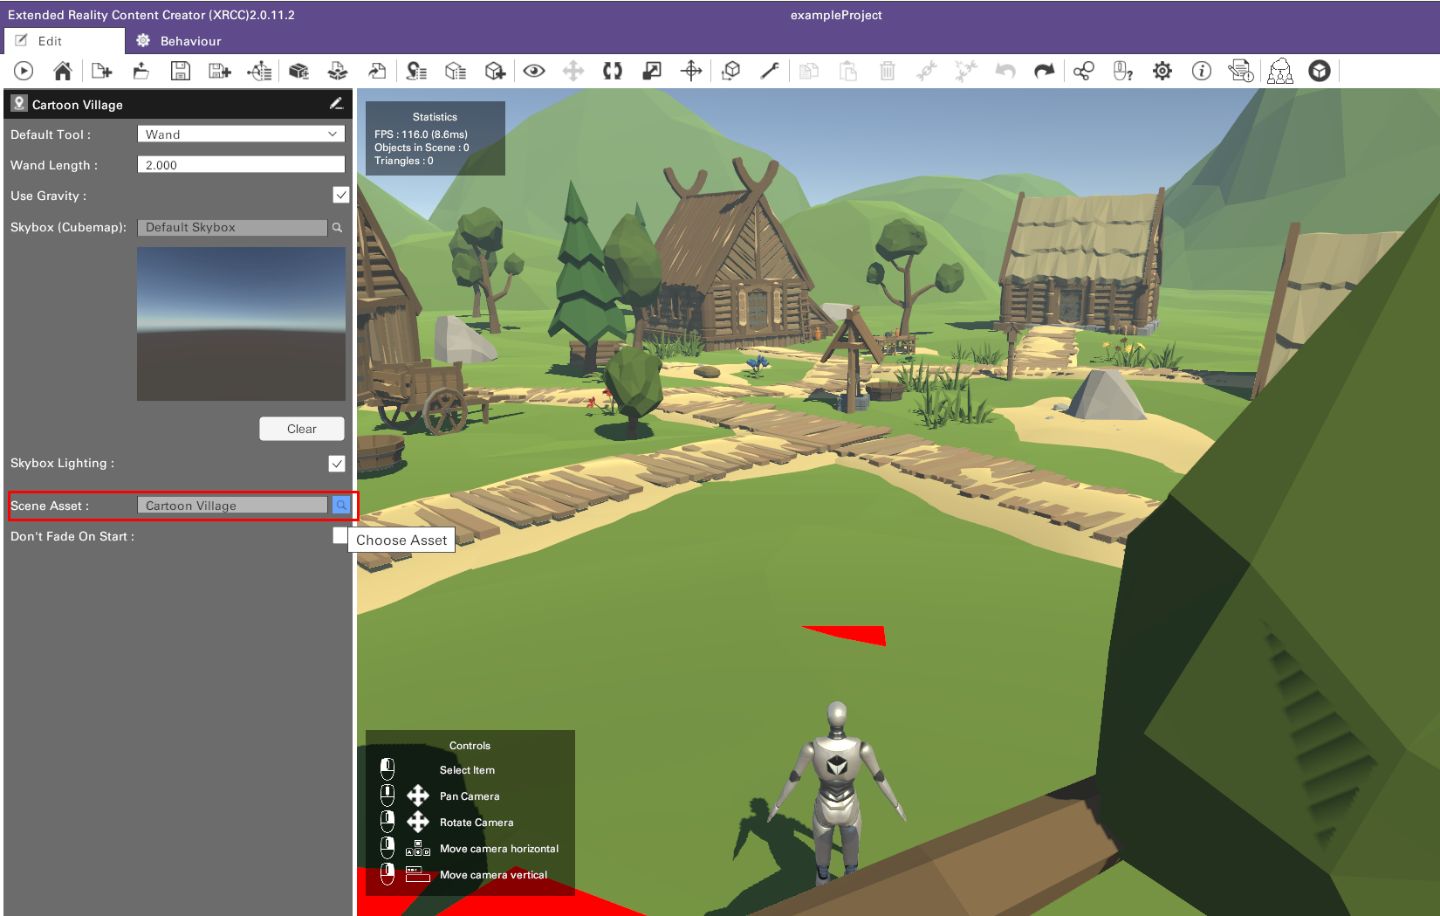 Extended Reality Content Creator (XRCC)2.0.11.2
exampleProject
Edit
Behaviour
Cartoon Village
Default Tool :
Wand
Wand Length :
2.000
Use Gravity :
Skybox (Cubemap):
Default Skybox
Clear
Skybox Lighting :
Scene Asset :
Cartoon Village
Don't Fade On Start :
Choose Asset
Statistics
FPS : 116.0 (8.6ms)
Objects in Scene : 0
Triangles : 0
Controls
Select Item
Pan Camera
Rotate Camera
Move camera horizontal
Move camera vertical